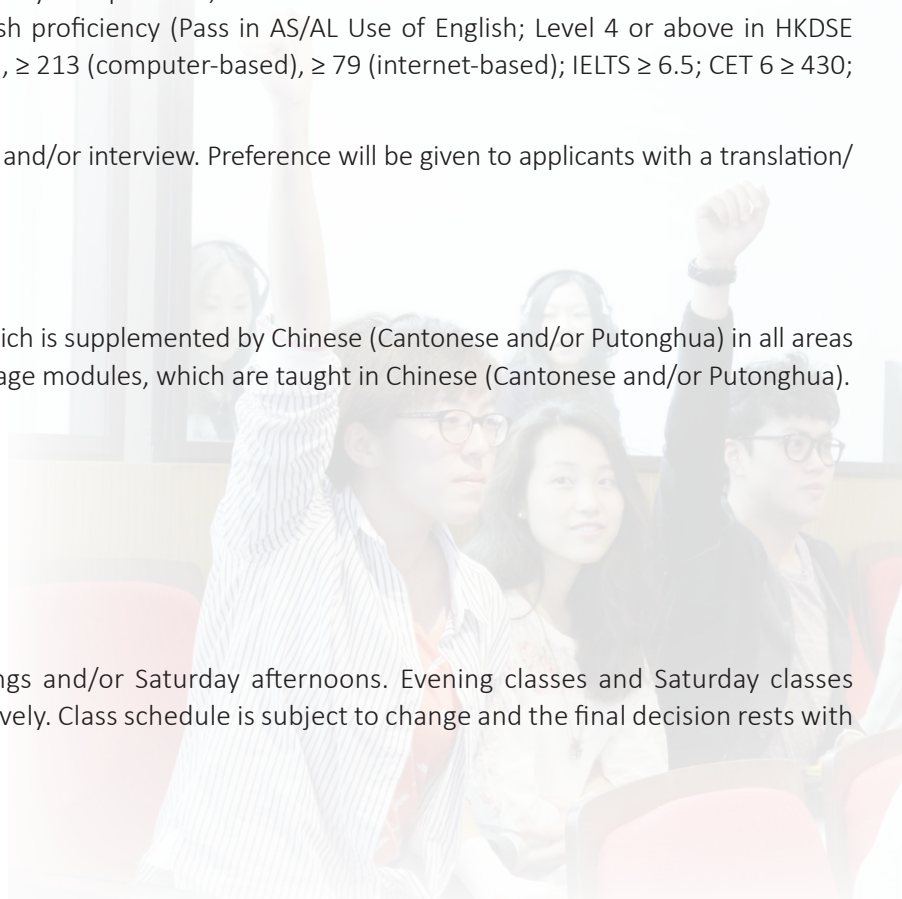 sh proficiency (Pass in AS/AL Use of English; Level 4 or above in HKDSE
, ≥ 213 (computer-based), ≥ 79 (internet-based); IELTS ≥ 6.5; CET 6 ≥ 430;
and/or interview. Preference will be given to applicants with a translation/
ich is supplemented by Chinese (Cantonese and/or Putonghua) in all areas
age modules, which are taught in Chinese (Cantonese and/or Putonghua).
ngs and/or Saturday afternoons. Evening classes and Saturday classes
vely. Class schedule is subject to change and the final decision rests with